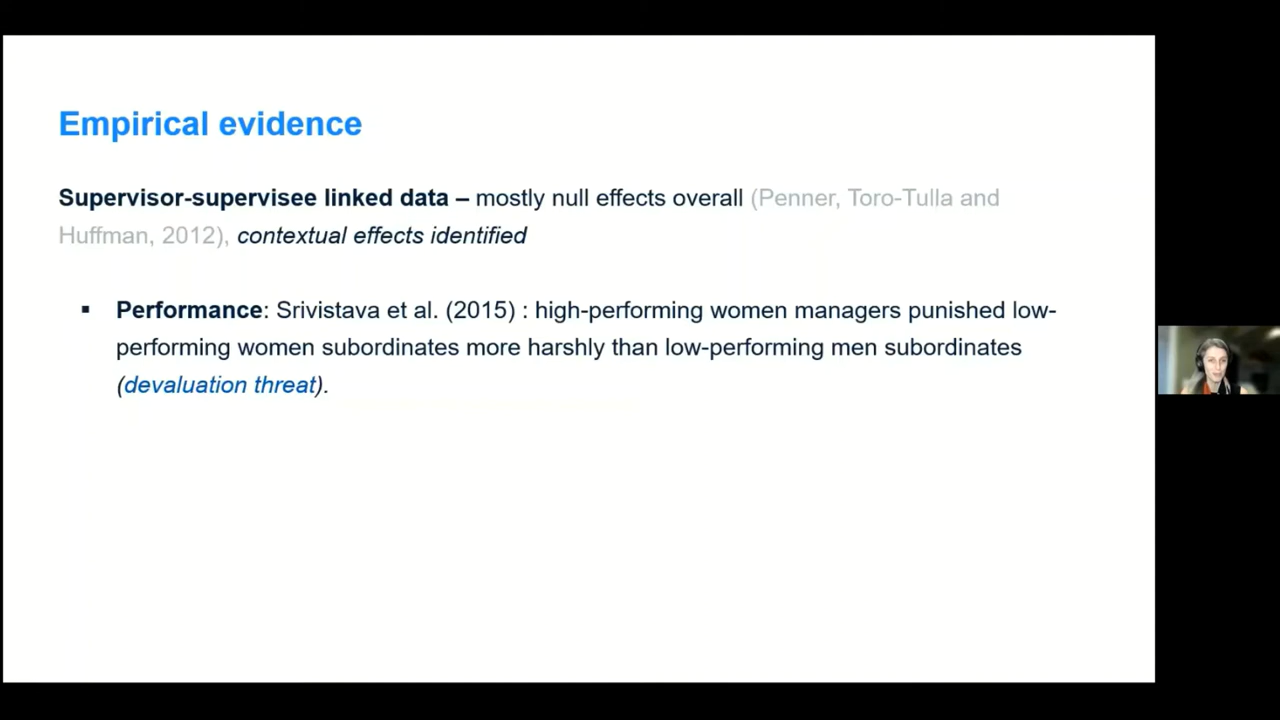 Empirical evidence
Supervisor-supervisee linked data – mostly null effects overall (Penner, Toro-Tulla and
Huffman, 2012), contextual effects identified
▪ Performance: Srivistava et al. (2015) : high-performing women managers punished low-
performing women subordinates more harshly than low-performing men subordinates
(devaluation threat).